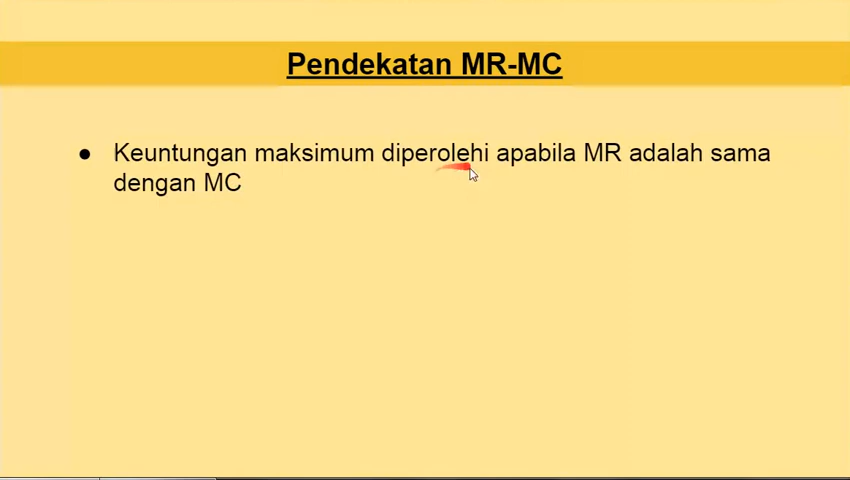 Pendekatan MR-MC
● Keuntungan maksimum diperolehi apabila MR adalah sama
dengan MC